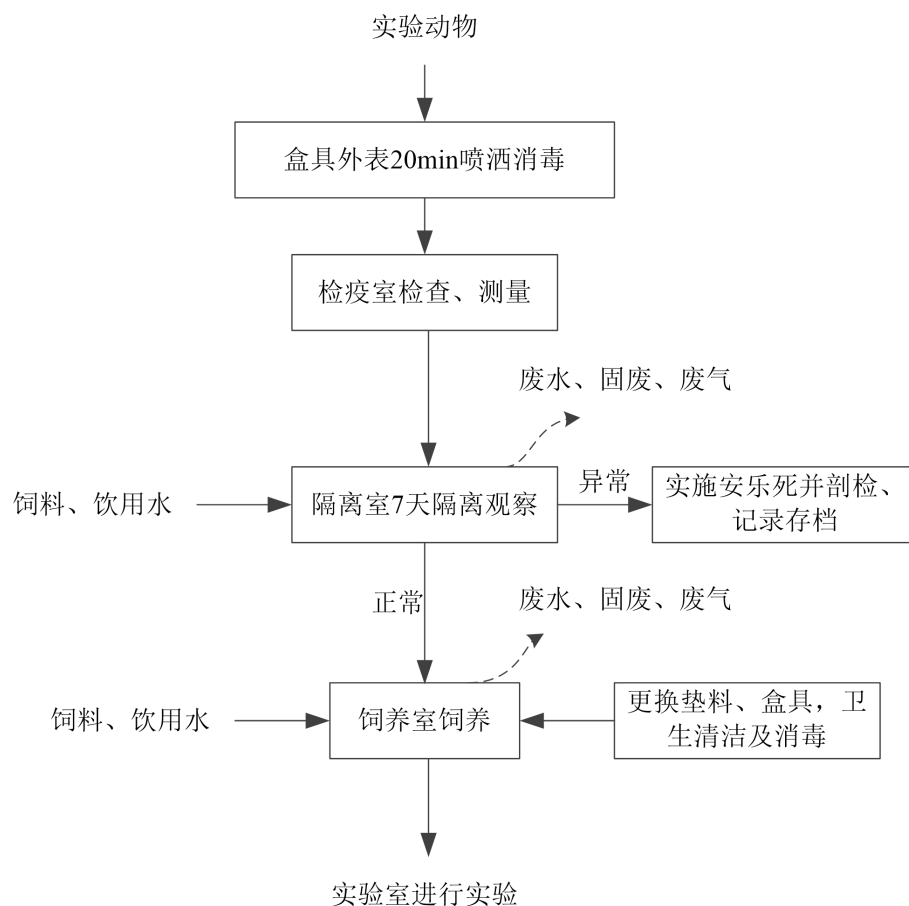 实验动物
盒具外表20min喷洒消毒
检疫室检查、测量
废水、固废、废气
饲料、饮用水
隔离室7天隔离观察
异常
实施安乐死并剖检、
记录存档
正常
废水、固废、废气
饲料、饮用水
饲养室饲养
更换垫料、盒具，卫
生清洁及消毒
实验室进行实验